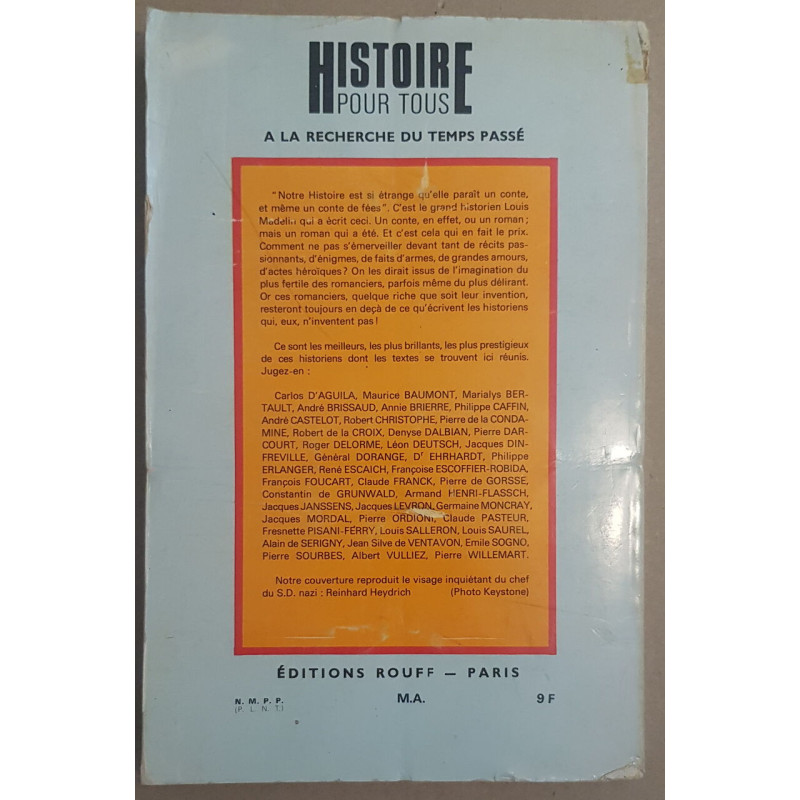 HISTOIRE
POUR TOUS
A LA RECHERCHE DU TEMPS PASSÉ
"Notre Histoire est si étrange qu'elle paraît un conte,
et même un conte de fées". C'est le grand historien Louis
Madelin qui a écrit ceci. Un conte, en effet, ou un roman ;
mais un roman qui a été. Et c'est cela qui en fait le prix.
Comment ne pas s'émerveiller devant tant de récits pas-
sionnants, d'énigmes, de faits d'armes, de grandes amours,
d'actes héroïques ? On les dirait issus de l'imagination du
plus fertile des romanciers, parfois même du plus délirant.
Or ces romanciers, quelque riche que soit leur invention,
resteront toujours en deçà de ce qu'écrivent les historiens
qui, eux, n'inventent pas !
Ce sont les meilleurs, les plus brillants, les plus prestigieux
de ces historiens dont les textes se trouvent ici réunis.
Jugez-en :
Carlos D'AGUILA, Maurice BAUMONT, Marialys BER-
TAULT, André BRISSAUD, Annie BRIERRE, Philippe CAFFIN,
André CASTELOT, Robert CHRISTOPHE, Pierre de la CONDA-
MINE, Robert de la CROIX, Denyse DALBIAN, Pierre DAR-
COURT, Roger DELORME, Léon DEUTSCH, Jacques DIN-
FREVILLE, Général DORANGE, Dr EHRHARDT, Philippe
ERLANGER, René ESCAICH, Françoise ESCOFFIER-ROBIDA,
François FOUCART, Claude FRANCK, Pierre de GORSSE,
Constantin de GRUNWALD, Armand HENRI-FLASSCH,
Jacques JANSSENS, Jacques LEVRON, Germaine MONCRAY,
Jacques MORDAL, Pierre ORDIONI, Claude PASTEUR,
Fresnette PISANI-FERRY, Louis SALLERON, Louis SAUREL,
Alain de SERIGNY, Jean Silve de VENTAVON, Emile SOGNO,
Pierre SOURBES, Albert VULLIEZ, Pierre WILLEMART.
Notre couverture reproduit le visage inquiétant du chef
du S.D. nazi : Reinhard Heydrich (Photo Keystone)
ÉDITIONS ROUFF — PARIS
N. M. P. P. M.A. 9 F
(P. L. N. T.)